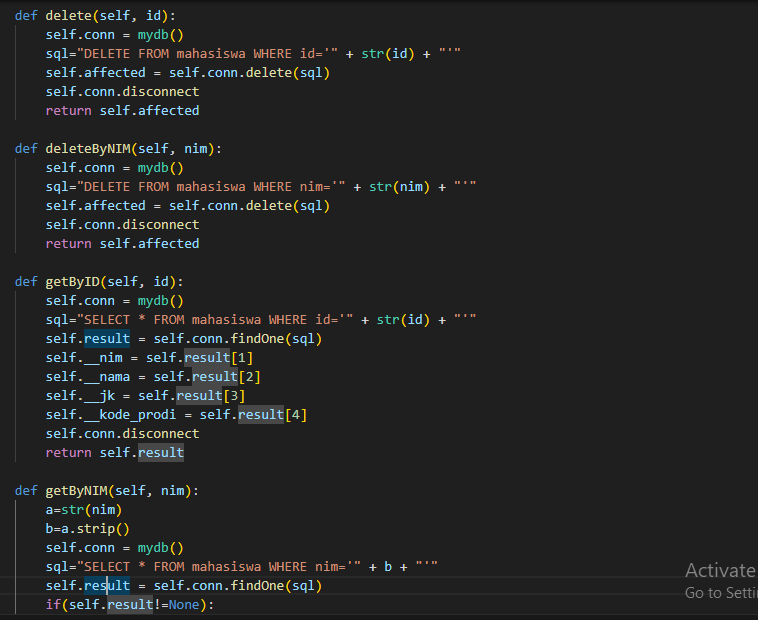 def delete(self, id):
    self.conn = mydb()
    sql="DELETE FROM mahasiswa WHERE id='" + str(id) + "'"
    self.affected = self.conn.delete(sql)
    self.conn.disconnect
    return self.affected

def deleteByNIM(self, nim):
    self.conn = mydb()
    sql="DELETE FROM mahasiswa WHERE nim='" + str(nim) + "'"
    self.affected = self.conn.delete(sql)
    self.conn.disconnect
    return self.affected

def getByID(self, id):
    self.conn = mydb()
    sql="SELECT * FROM mahasiswa WHERE id='" + str(id) + "'"
    self.result = self.conn.findOne(sql)
    self.__nim = self.result[1]
    self.__nama = self.result[2]
    self.__jk = self.result[3]
    self.__kode_prodi = self.result[4]
    self.conn.disconnect
    return self.result

def getByNIM(self, nim):
    a=str(nim)
    b=a.strip()
    self.conn = mydb()
    sql="SELECT * FROM mahasiswa WHERE nim='" + b + "'"
    self.result = self.conn.findOne(sql)
    if(self.result!=None):
Activate
Go to Setti